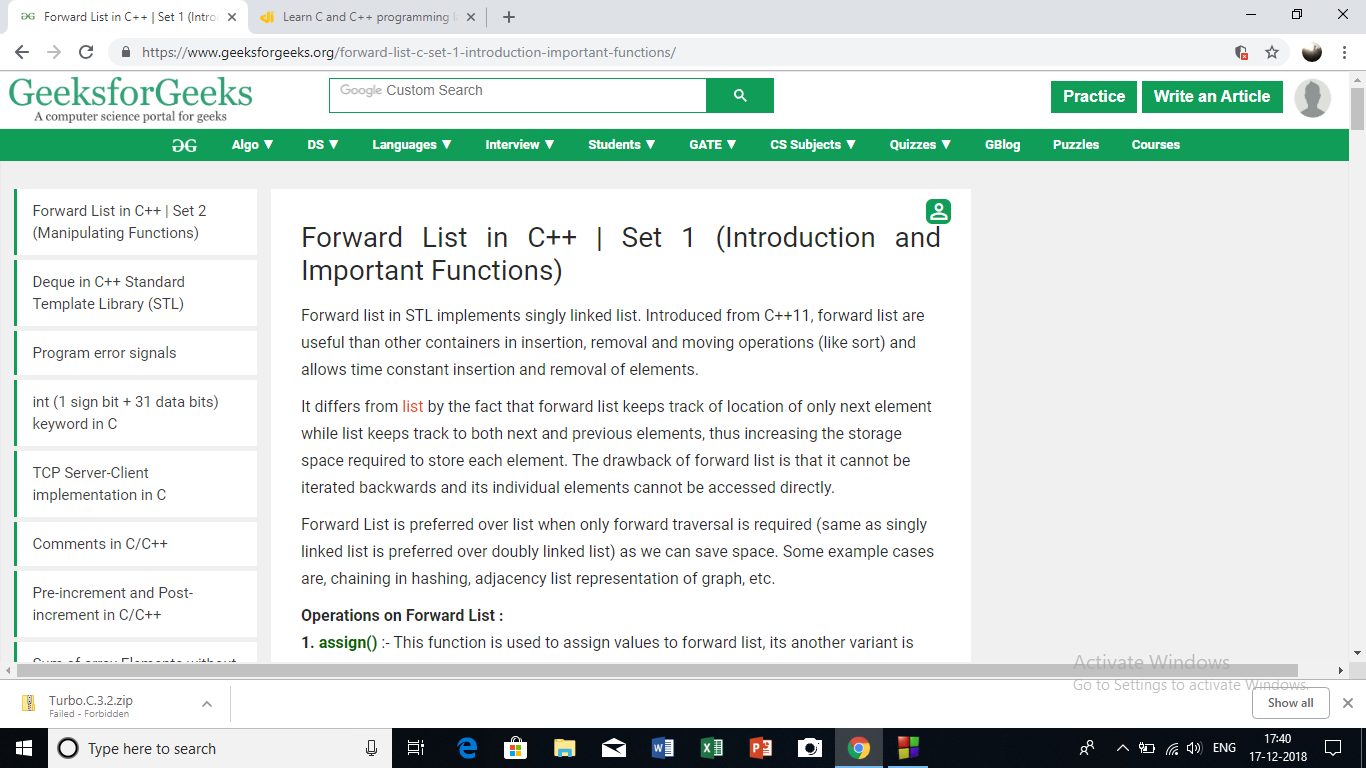 Forward List in C++ | Set 1 (Intro
Learn C and C++ programming
https://www.geeksforgeeks.org/forward-list-c-set-1-introduction-important-functions/
GeeksforGeeks
A computer science portal for geeks
Google Custom Search
Practice
Write an Article
Algo ▼ DS ▼ Languages ▼ Interview ▼ Students ▼ GATE ▼ CS Subjects ▼ Quizzes ▼ GBlog Puzzles Courses
Forward List in C++ | Set 2
(Manipulating Functions)
Deque in C++ Standard
Template Library (STL)
Program error signals
int (1 sign bit + 31 data bits)
keyword in C
TCP Server-Client
implementation in C
Comments in C/C++
Pre-increment and Post-
increment in C/C++
Sum of array Elements without
Forward List in C++ | Set 1 (Introduction and
Important Functions)
Forward list in STL implements singly linked list. Introduced from C++11, forward list are
useful than other containers in insertion, removal and moving operations (like sort) and
allows time constant insertion and removal of elements.
It differs from list by the fact that forward list keeps track of location of only next element
while list keeps track to both next and previous elements, thus increasing the storage
space required to store each element. The drawback of forward list is that it cannot be
iterated backwards and its individual elements cannot be accessed directly.
Forward List is preferred over list when only forward traversal is required (same as singly
linked list is preferred over doubly linked list) as we can save space. Some example cases
are, chaining in hashing, adjacency list representation of graph, etc.
Operations on Forward List :
1. assign() :- This function is used to assign values to forward list, its another variant is
Activate Windows
Go to Settings to activate Windows.
Turbo.C.3.2.zip
Failed - Forbidden
Show all
Type here to search
ENG
17:40
17-12-2018